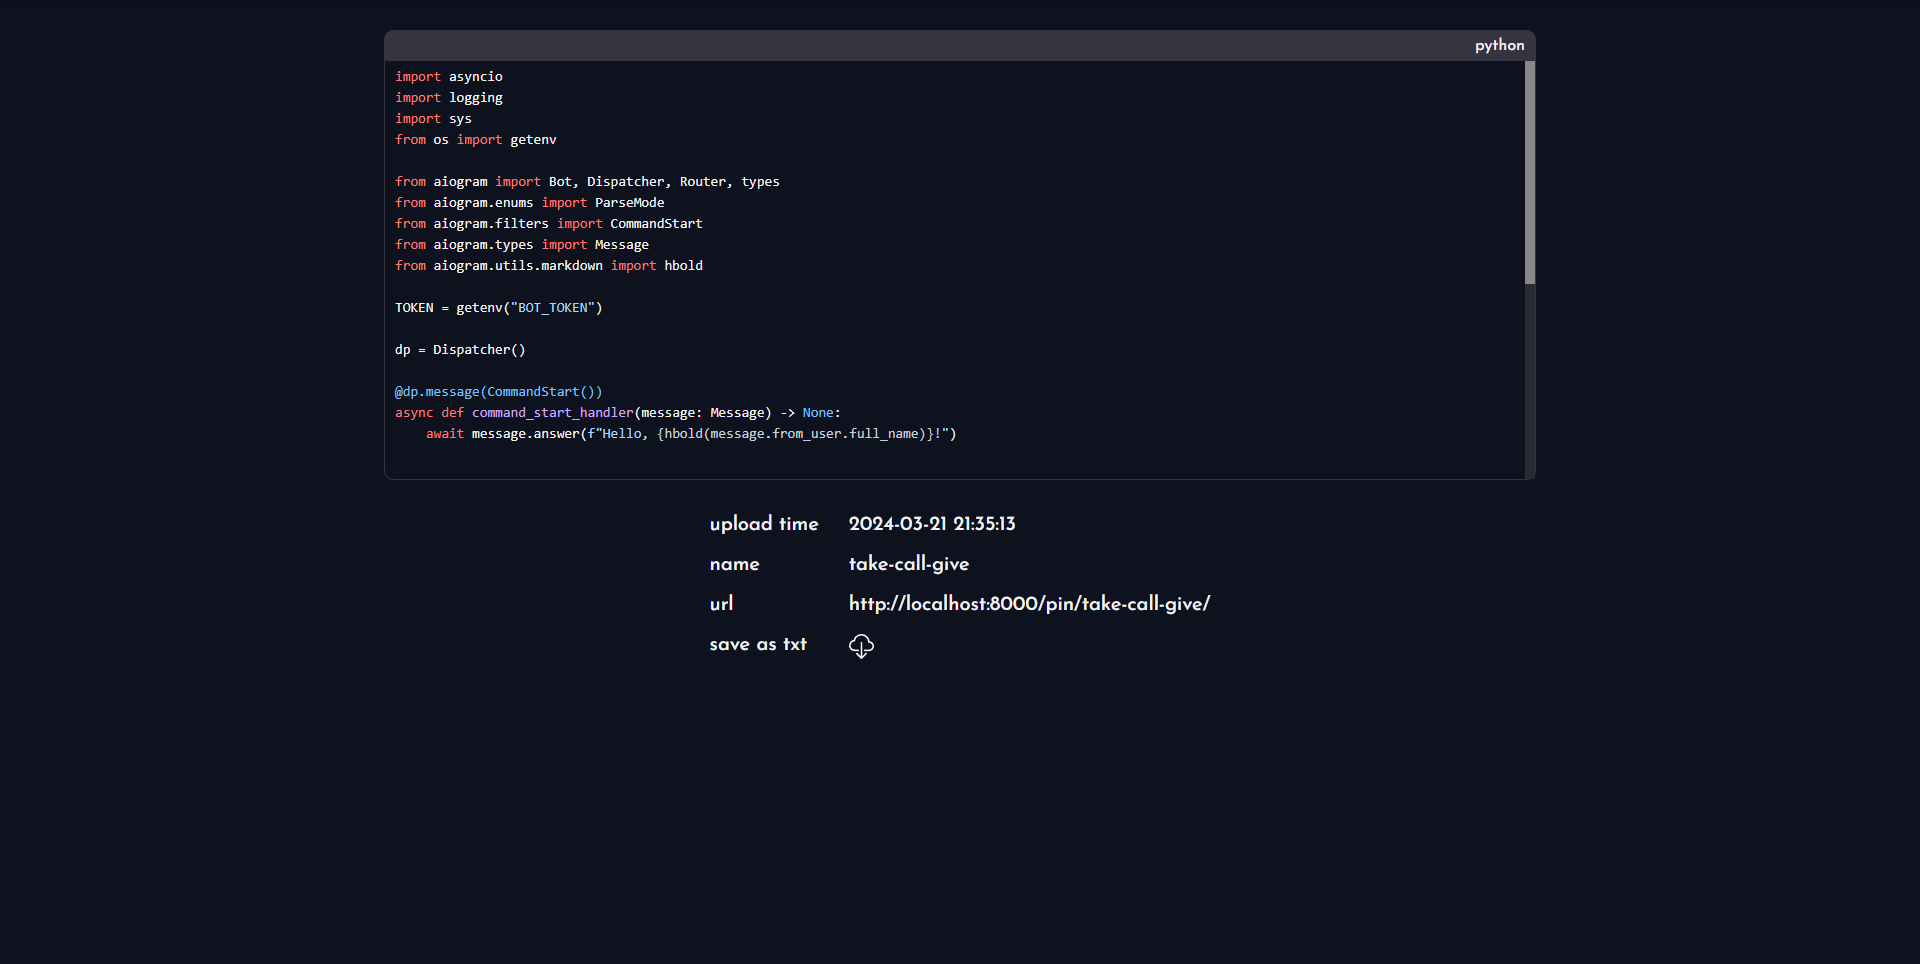 python
import asyncio
import logging
import sys
from os import getenv

from aiogram import Bot, Dispatcher, Router, types
from aiogram.enums import ParseMode
from aiogram.filters import CommandStart
from aiogram.types import Message
from aiogram.utils.markdown import hbold

TOKEN = getenv("BOT_TOKEN")

dp = Dispatcher()

@dp.message(CommandStart())
async def command_start_handler(message: Message) -> None:
    await message.answer(f"Hello, {hbold(message.from_user.full_name)}!")

upload time 2024-03-21 21:35:13
name take-call-give
url http://localhost:8000/pin/take-call-give/
save as txt